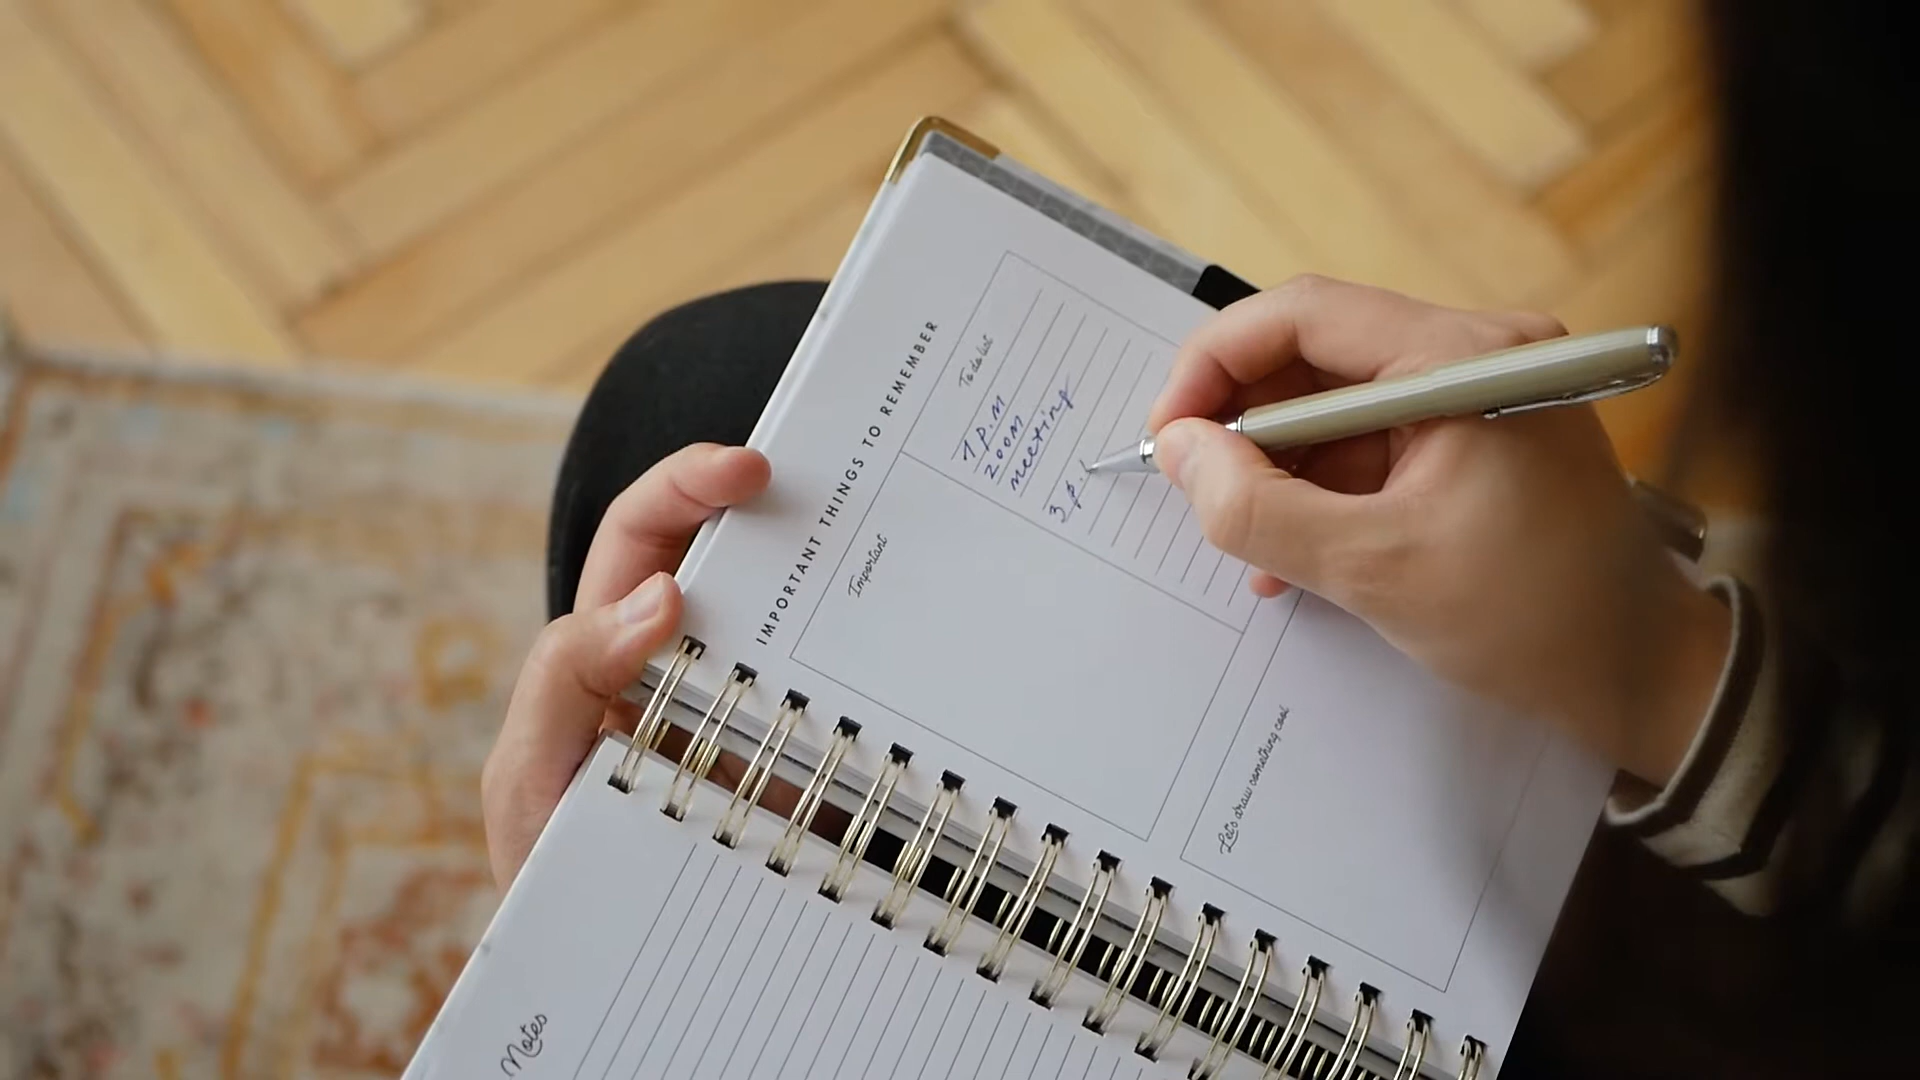 IMPORTANT THINGS TO REMEMBER
To do list
1 p.m
zoom
meeting
3 p.
Important
Let's draw something cool
Notes